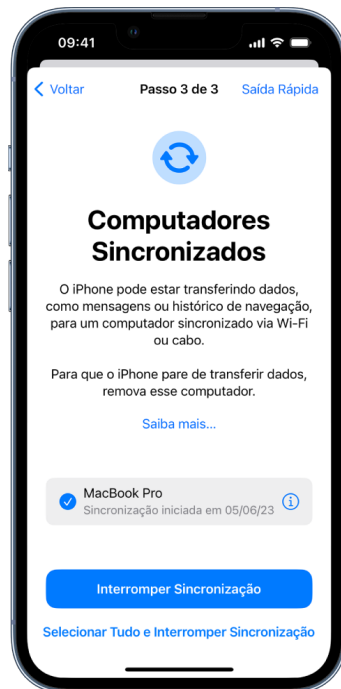 09:41
Voltar
Passo 3 de 3
Saída Rápida
Computadores
Sincronizados
O iPhone pode estar transferindo dados,
como mensagens ou histórico de navegação,
para um computador sincronizado via Wi-Fi
ou cabo.
Para que o iPhone pare de transferir dados,
remova esse computador.
Saiba mais...
MacBook Pro
Sincronização iniciada em 05/06/23
Interromper Sincronização
Selecionar Tudo e Interromper Sincronização